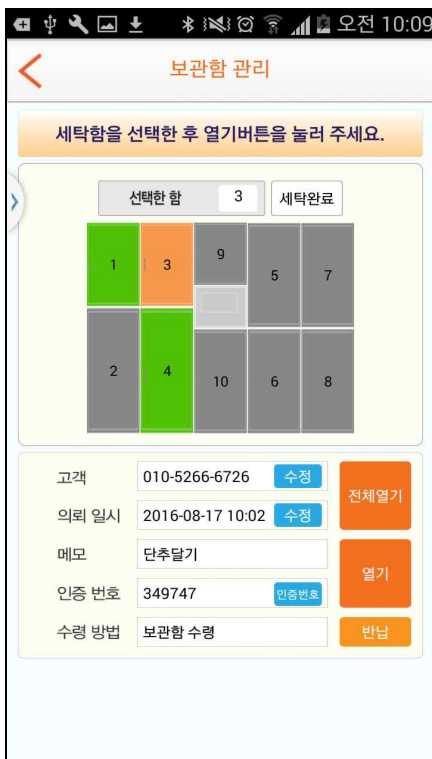 오전 10:09
보관함 관리
세탁함을 선택한 후 열기버튼을 눌러 주세요.
선택한 함 3 세탁완료
1 3 9 5 7
2 4 10 6 8
고객 010-5266-6726 수정
전체열기
의뢰 일시 2016-08-17 10:02 수정
메모 단추달기
열기
인증 번호 349747 인증번호
수령 방법 보관함 수령 반납